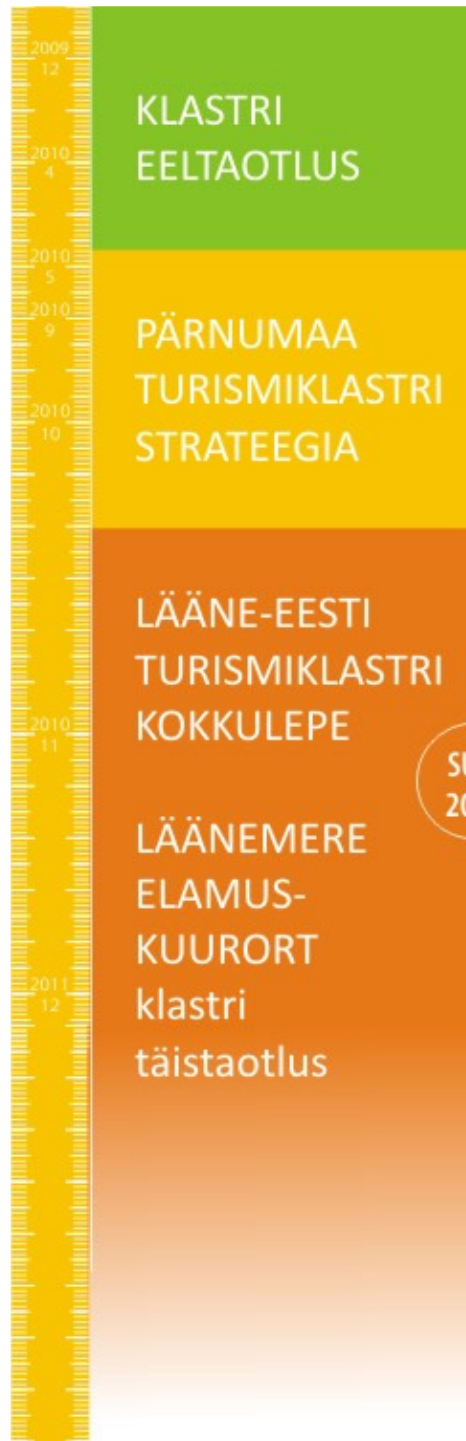 2009
12
KLASTRI
EELTAOTLUS
2010
4
2010
5
2010
9
PÄRNUMAA
TURISMIKLASTRI
STRATEEGIA
2010
10
LÄÄNE-EESTI
TURISMIKLASTRI
KOKKULEPE
2010
11
LÄÄNEMERE
ELAMUS-
KUURORT
klastri
täistaotlus
2011
12